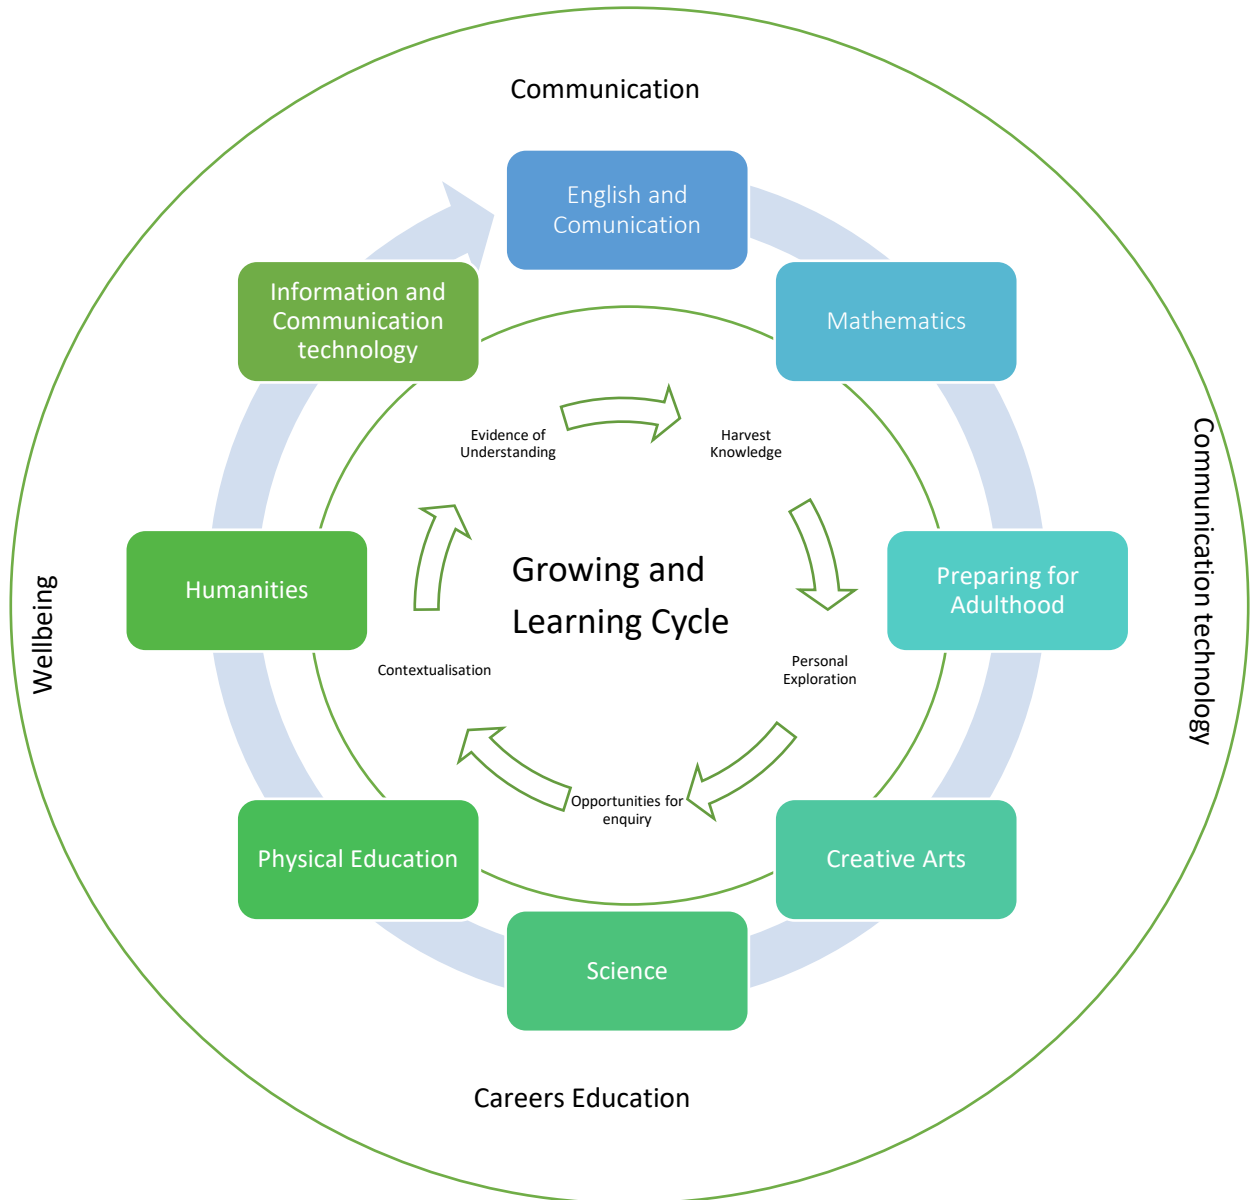 Communication
English and
Comunication
Mathematics
Preparing for
Adulthood
Creative Arts
Science
Physical Education
Humanities
Information and
Communication
technology
Harvest
Knowledge
Personal
Exploration
Opportunities for
enquiry
Contextualisation
Evidence of
Understanding
Growing and
Learning Cycle
Communication technology
Careers Education
Wellbeing